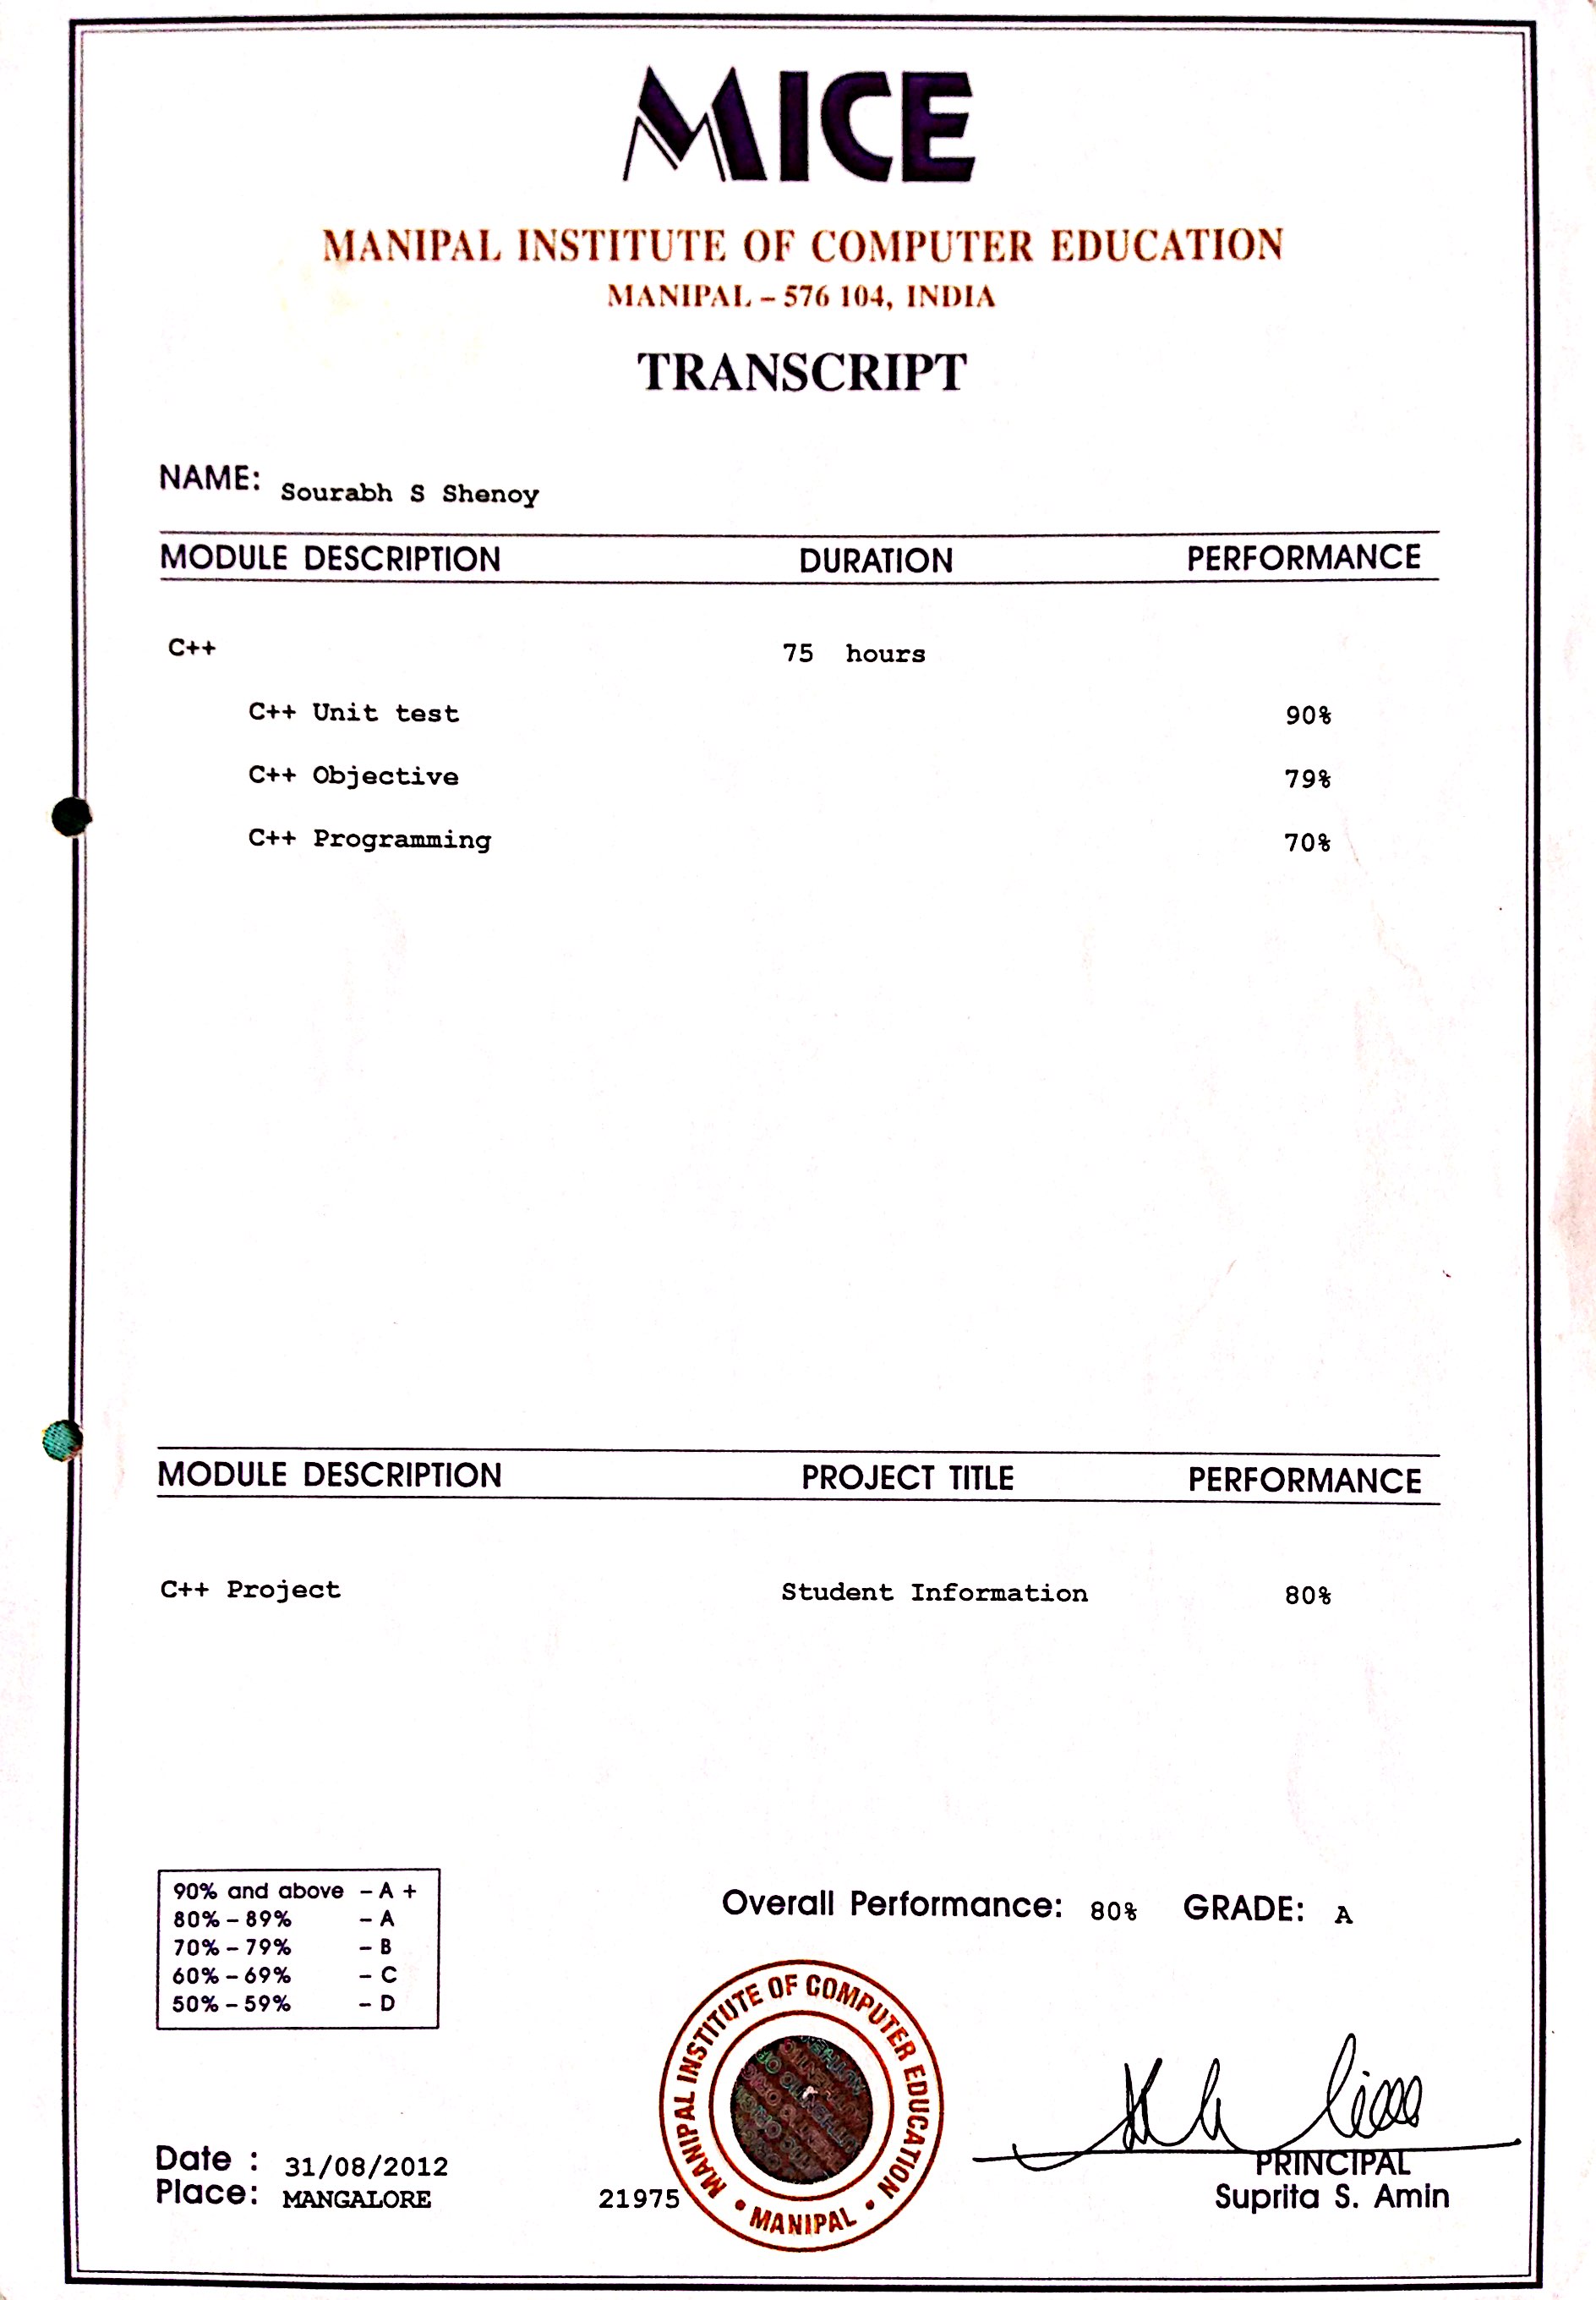 MICE
MANIPAL INSTITUTE OF COMPUTER EDUCATION
MANIPAL – 576 104, INDIA
TRANSCRIPT
NAME: Sourabh S Shenoy
MODULE DESCRIPTION DURATION PERFORMANCE
C++ 75 hours
C++ Unit test 90%
C++ Objective 79%
C++ Programming 70%
MODULE DESCRIPTION PROJECT TITLE PERFORMANCE
C++ Project Student Information 80%
90% and above – A +
80% – 89% – A
70% – 79% – B
60% – 69% – C
50% – 59% – D
Overall Performance: 80% GRADE: A
MANIPAL INSTITUTE OF COMPUTER EDUCATION
• MANIPAL •
Date : 31/08/2012
Place: MANGALORE
21975
PRINCIPAL
Suprita S. Amin